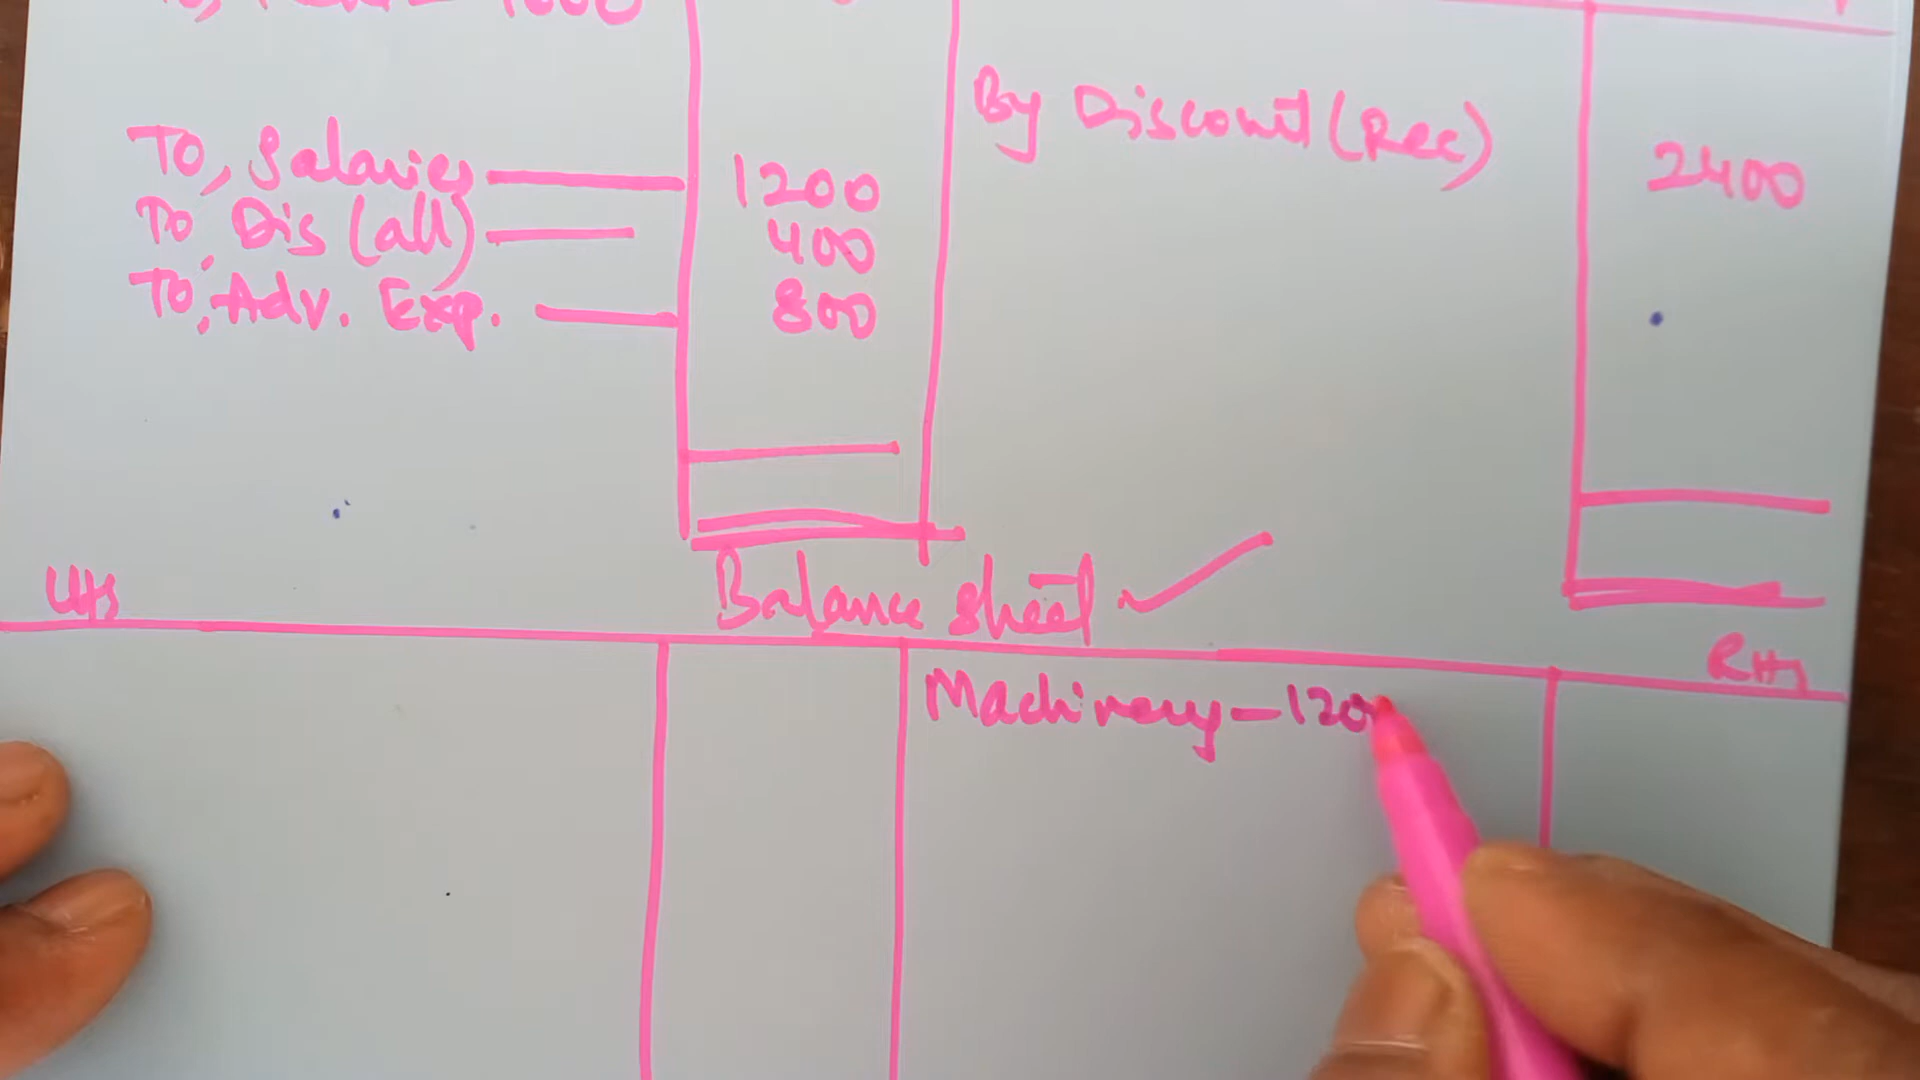 1000
To, Salaries 1200
To, Dis (all) 400
To, Adv. Exp. 800
By Discount (Rec) 2400
Balance sheet
LHS
RHS
Machinery - 120